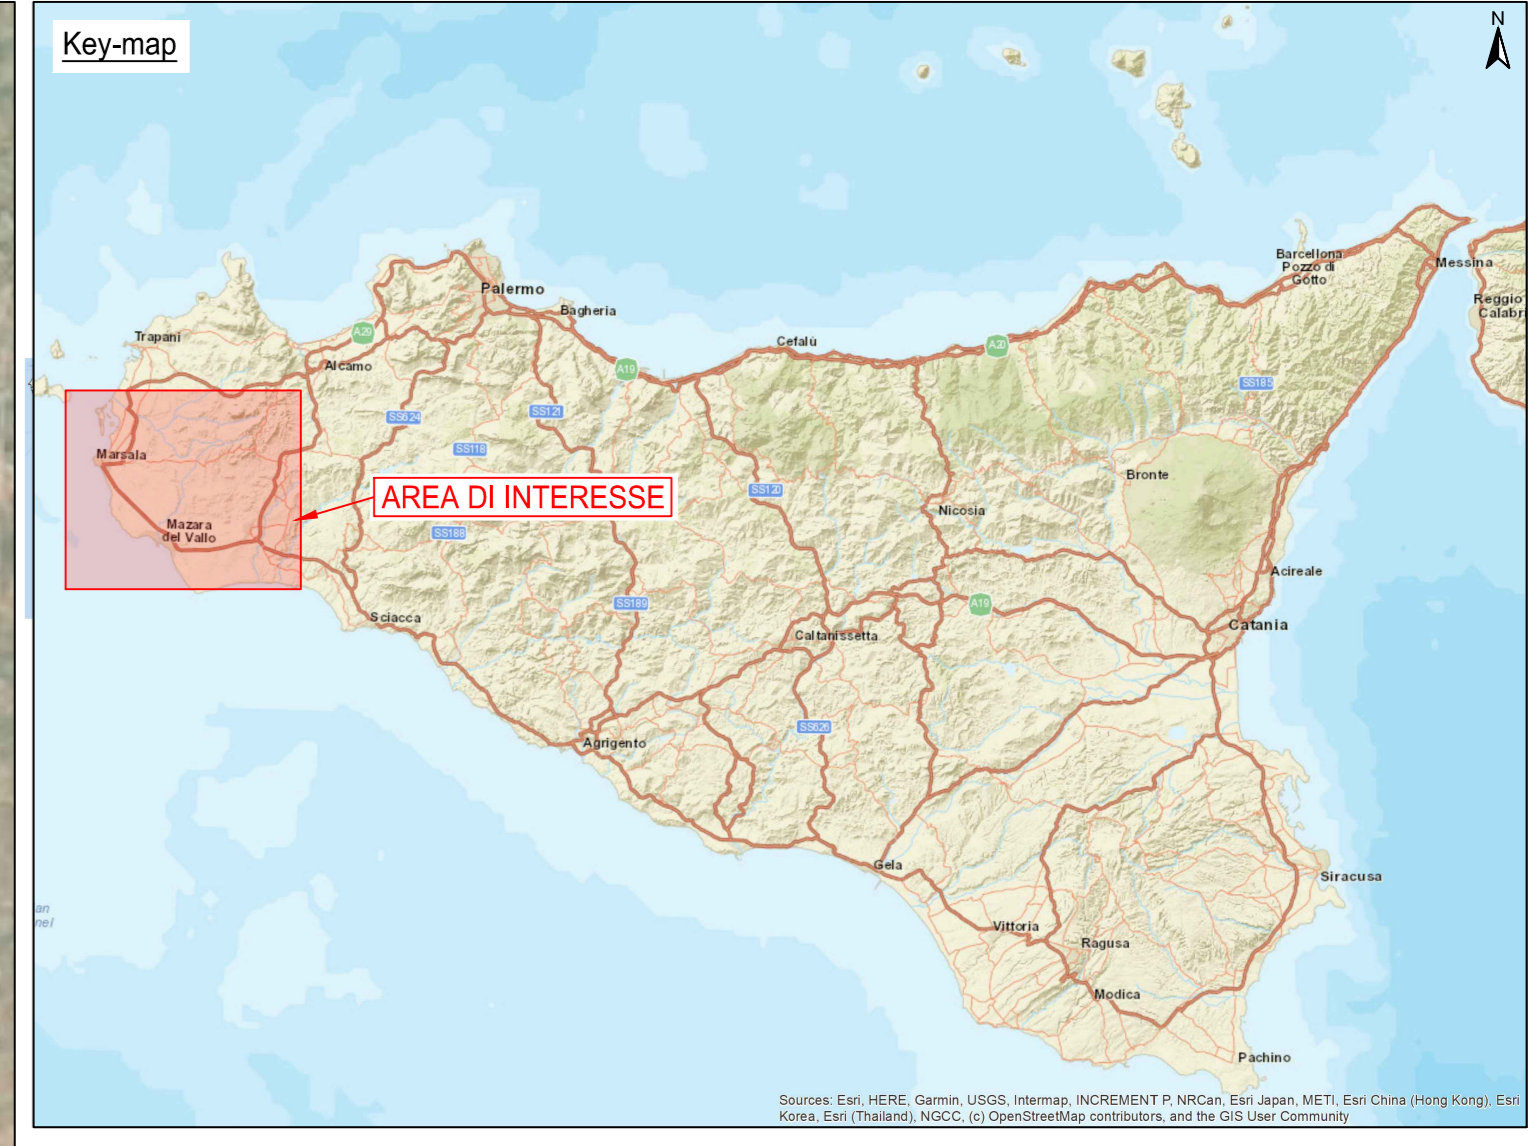 Key-map
N
Barcellona
Pozzo di
Gotto
Messina
Palermo
Reggio
Calabri
Bagheria
Trapani
A29
Cefalù
A20
Alcamo
A19
SS185
SS624
SS121
SS118
Marsala
Bronte
AREA DI INTERESSE
SS120
Nicosia
Mazara
del Vallo
SS188
Acireale
SS189
A19
Sciacca
Catania
Caltanissetta
SS626
Agrigento
Gela
Siracusa
an
nel
Vittoria
Ragusa
Modica
Pachino
Sources: Esri, HERE, Garmin, USGS, Intermap, INCREMENT P, NRCan, Esri Japan, METI, Esri China (Hong Kong), Esri
Korea, Esri (Thailand), NGCC, (c) OpenStreetMap contributors, and the GIS User Community